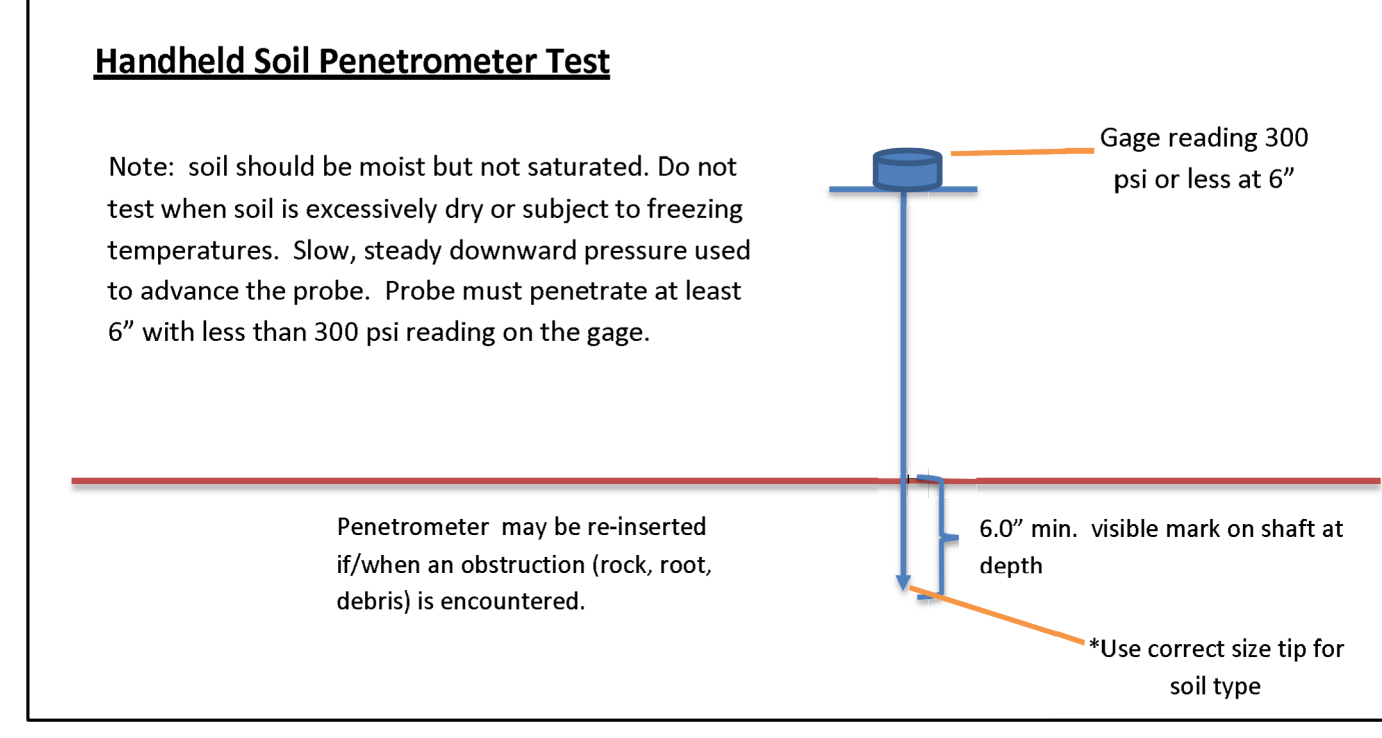 Handheld Soil Penetrometer Test
Note:  soil should be moist but not saturated. Do not
test when soil is excessively dry or subject to freezing
temperatures.  Slow, steady downward pressure used
to advance the probe.  Probe must penetrate at least
6” with less than 300 psi reading on the gage.
Gage reading 300
psi or less at 6”
Penetrometer  may be re-inserted
if/when an obstruction (rock, root,
debris) is encountered.
6.0” min.  visible mark on shaft at
depth
*Use correct size tip for
soil type